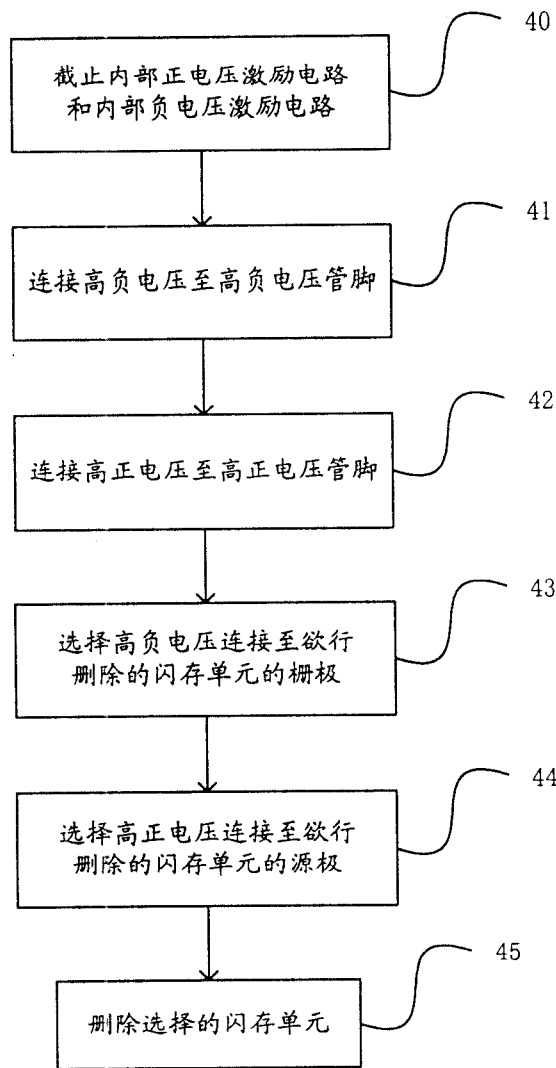 40
截止内部正电压激励电路
和内部负电压激励电路
41
连接高负电压至高负电压管脚
42
连接高正电压至高正电压管脚
43
选择高负电压连接至欲行
删除的闪存单元的栅极
44
选择高正电压连接至欲行
删除的闪存单元的源极
45
删除选择的闪存单元